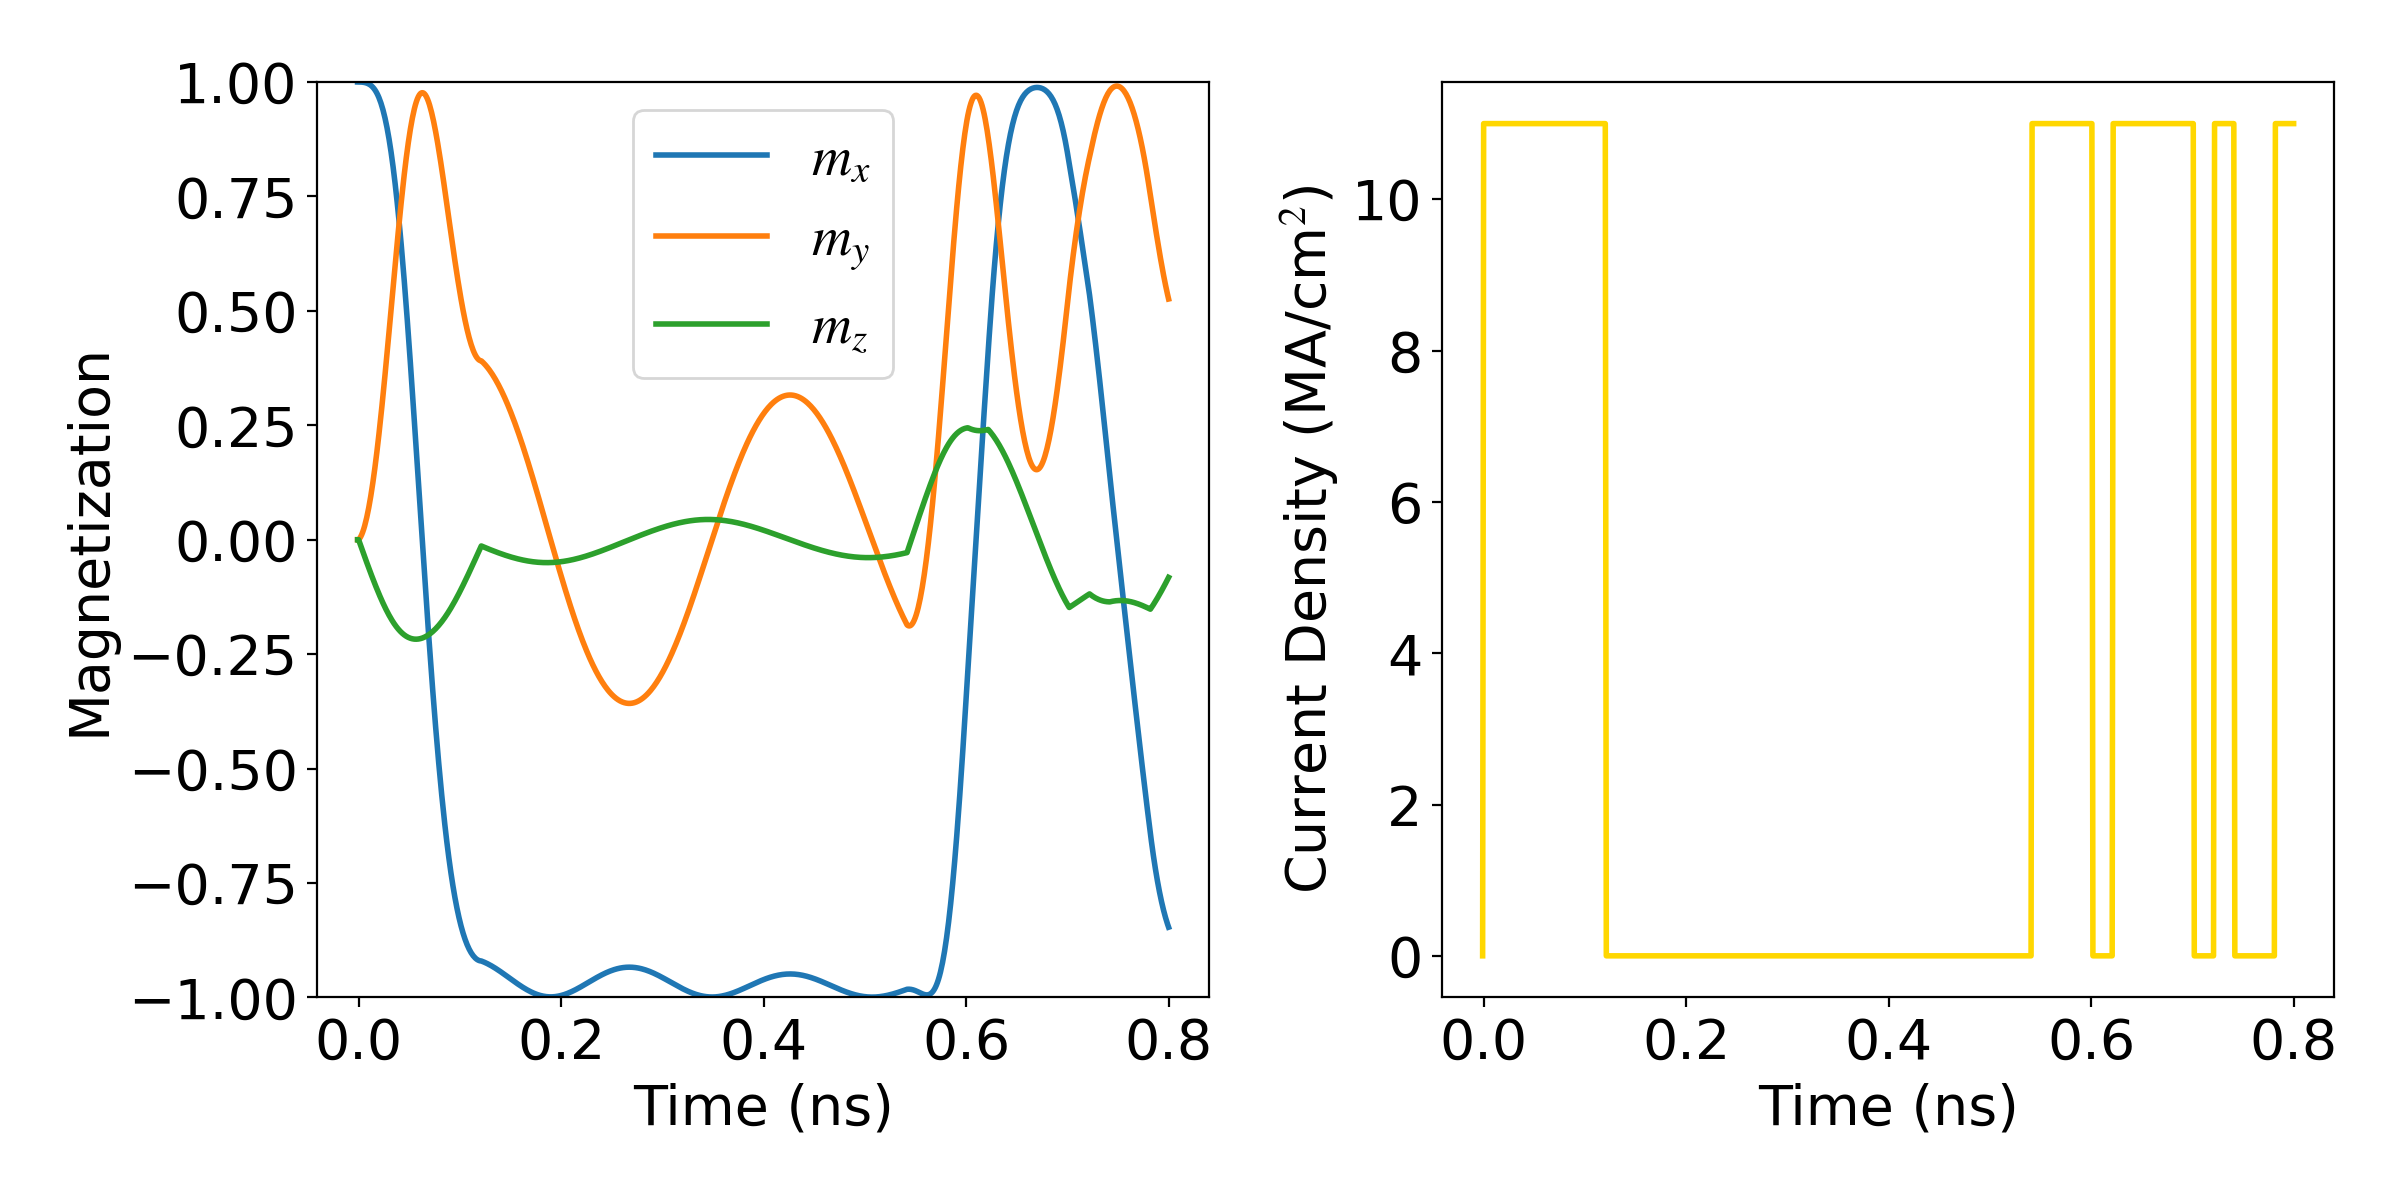 1.00
0.75
0.50
0.25
0.00
−0.25
−0.50
−0.75
−1.00
Magnetization
m_x
m_y
m_z
0.0 0.2 0.4 0.6 0.8
Time (ns)
10
8
6
4
2
0
Current Density (MA/cm²)
0.0 0.2 0.4 0.6 0.8
Time (ns)